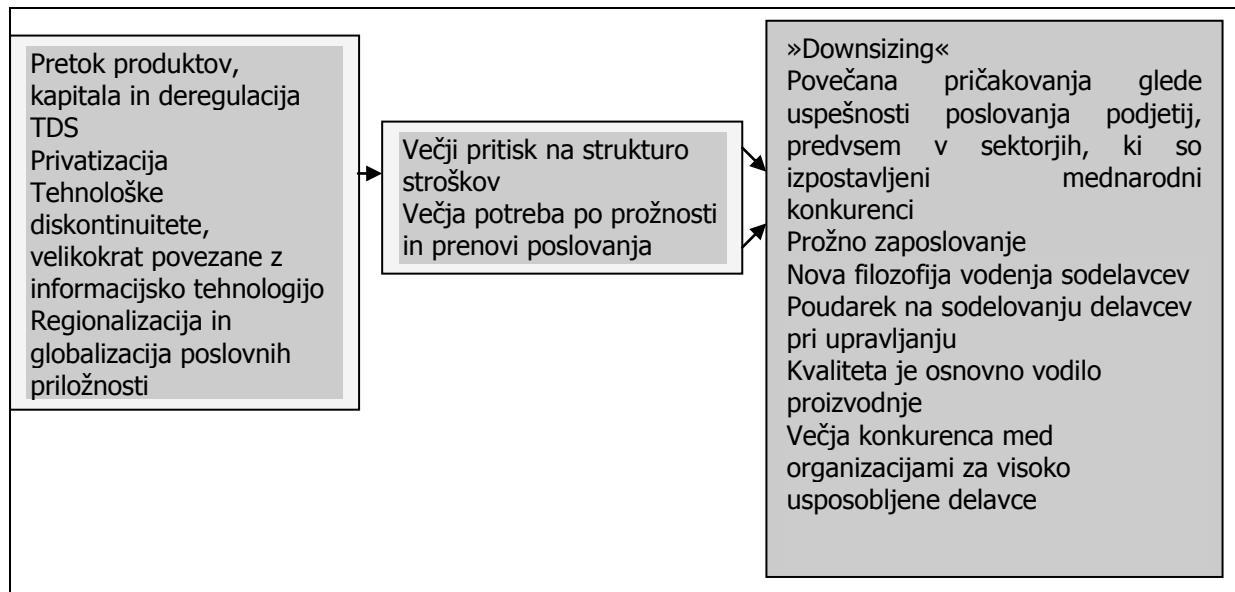 Pretok produktov,
kapitala in deregulacija
TDS
Privatizacija
Tehnološke
diskontinuitete,
velikokrat povezane z
informacijsko tehnologijo
Regionalizacija in
globalizacija poslovnih
priložnosti
Večji pritisk na strukturo
stroškov
Večja potreba po prožnosti
in prenovi poslovanja
»Downsizing«
Povečana pričakovanja glede
uspešnosti poslovanja podjetij,
predvsem v sektorjih, ki so
izpostavljeni mednarodni
konkurenci
Prožno zaposlovanje
Nova filozofija vodenja sodelavcev
Poudarek na sodelovanju delavcev
pri upravljanju
Kvaliteta je osnovno vodilo
proizvodnje
Večja konkurenca med
organizacijami za visoko
usposobljene delavce